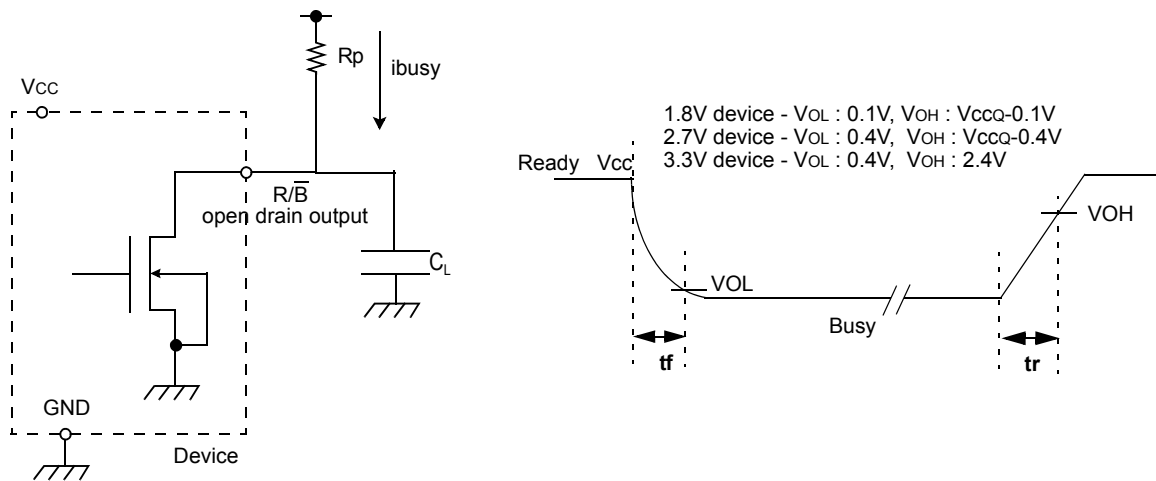 Rp
ibusy
VCC
R/B̅
open drain output
CL
GND
Device
1.8V device - VOL : 0.1V, VOH : VCCQ-0.1V
2.7V device - VOL : 0.4V, VOH : VCCQ-0.4V
3.3V device - VOL : 0.4V, VOH : 2.4V
Ready Vcc
VOH
VOL
Busy
tf
tr